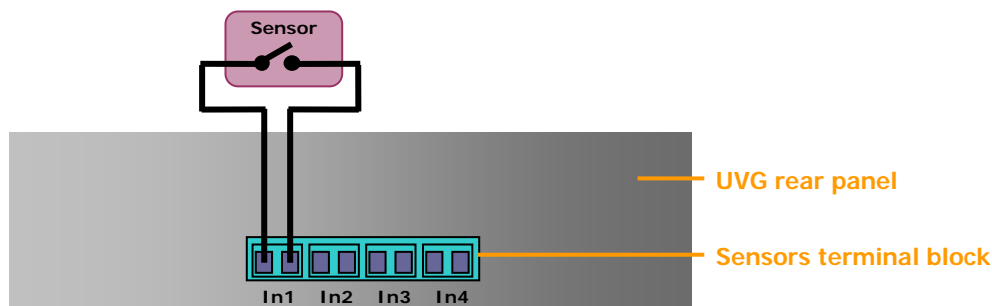 Sensor
UVG rear panel
Sensors terminal block
In1 In2 In3 In4